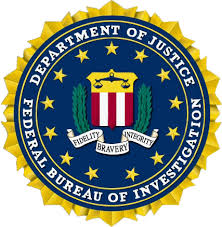 DEPARTMENT OF JUSTICE
FIDELITY BRAVERY INTEGRITY
FEDERAL BUREAU OF INVESTIGATION